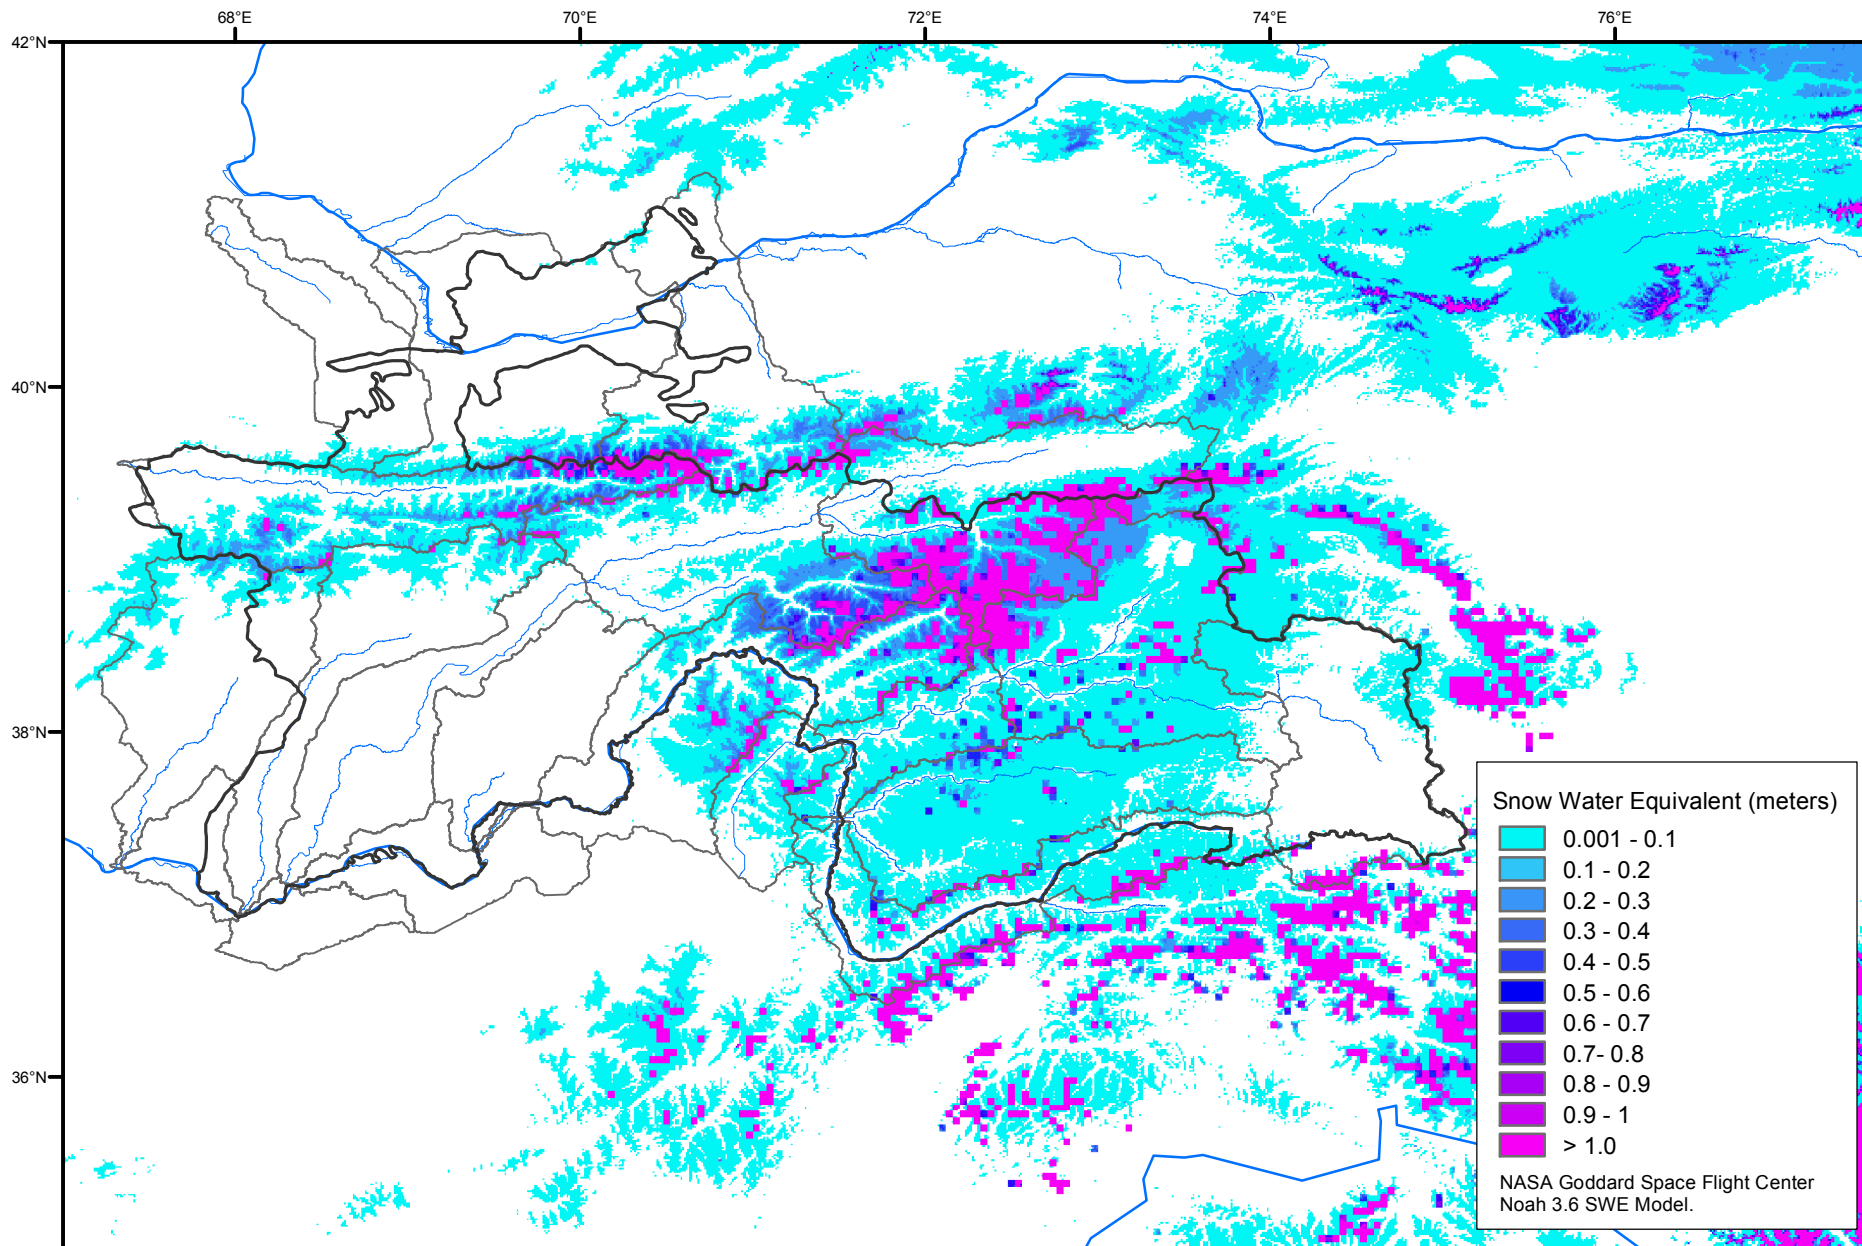 68°E 70°E 72°E 74°E 76°E
42°N
40°N
38°N
36°N
Snow Water Equivalent (meters)
0.001 - 0.1
0.1 - 0.2
0.2 - 0.3
0.3 - 0.4
0.4 - 0.5
0.5 - 0.6
0.6 - 0.7
0.7- 0.8
0.8 - 0.9
0.9 - 1
> 1.0
NASA Goddard Space Flight Center
Noah 3.6 SWE Model.